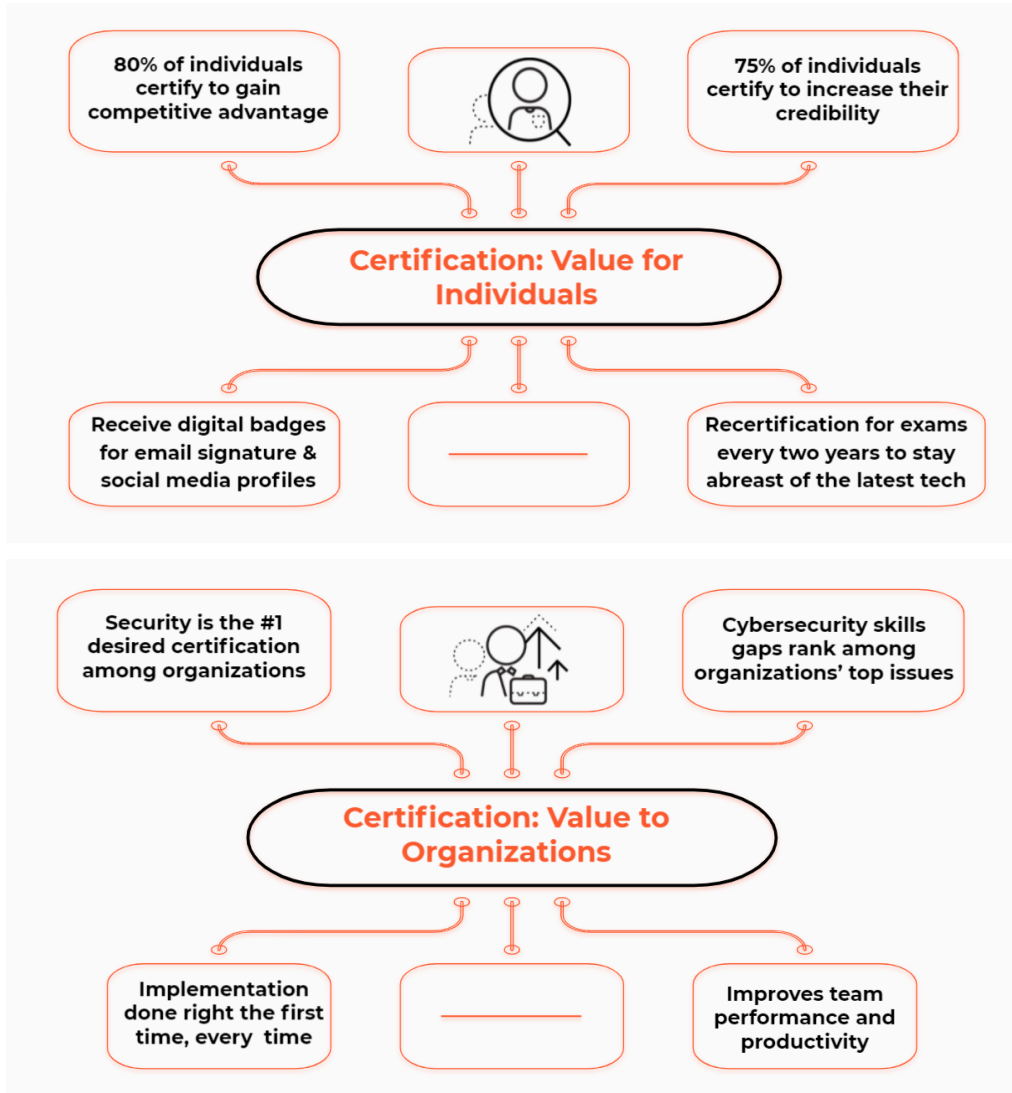 80% of individuals
certify to gain
competitive advantage
75% of individuals
certify to increase their
credibility
Certification: Value for
Individuals
Receive digital badges
for email signature &
social media profiles
Recertification for exams
every two years to stay
abreast of the latest tech
Security is the #1
desired certification
among organizations
Cybersecurity skills
gaps rank among
organizations’ top issues
Certification: Value to
Organizations
Implementation
done right the first
time, every  time
Improves team
performance and
productivity